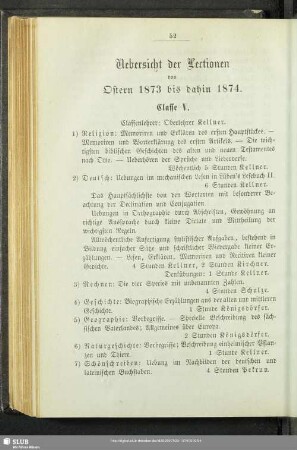 — 52 —
Uebersicht der Lectionen
von
Ostern 1873 bis dahin 1874.
Classe V.
Classenlehrer: Oberlehrer Kellner.
1) Religion: Memoriren und Erklären des ersten Hauptstückes. —
Memoriren und Worterklärung des ersten Artikels. — Die wich-
tigsten biblischen Geschichten des alten und neuen Testamentes
nach Otto. — Ueberhören der Sprüche und Liederverse.
Wöchentlich 5 Stunden Kellner.
2) Deutsch: Uebungen im mechanischen Lesen in Lüben's Lesebuch II.
6 Stunden Kellner.
Das Hauptsächlichste von der Wortarten mit besonderer Be-
achtung der Declination und Conjugation.
Uebungen in Orthographie durch Abschreiben, Gewöhnung an
richtige Aussprache durch kleine Dictate und Mittheilung der
wichtigsten Regeln.
Allwöchentliche Anfertigung schriftlicher Aufgaben, bestehend in
Bildung einfacher Sätze und schriftlicher Wiedergabe kleiner Er-
zählungen. — Lesen, Erklären, Memoriren und Recitiren kleiner
Gedichte. 4 Stunden Kellner, 2 Stunden Kirchner.
Denkübungen: 1 Stunde Kellner.
3) Rechnen: Die vier Species mit unbenannten Zahlen.
4 Stunden Schulze.
4) Geschichte: Biographische Erzählungen aus der alten und mittleren
Geschichte. 1 Stunde Königsdörfer.
5) Geographie: Vorbegriffe. — Specielle Beschreibung des säch-
sischen Vaterlandes, Allgemeines über Europa.
2 Stunden Königsdörfer.
6) Naturgeschichte: Vorbegriffe; Beschreibung einheimischer Pflan-
zen und Thiere. 1 Stunde Kellner.
7) Schönschreiben: Uebung im Nachbilden der deutschen und
lateinischen Buchstaben. 4 Stunden
SLUB